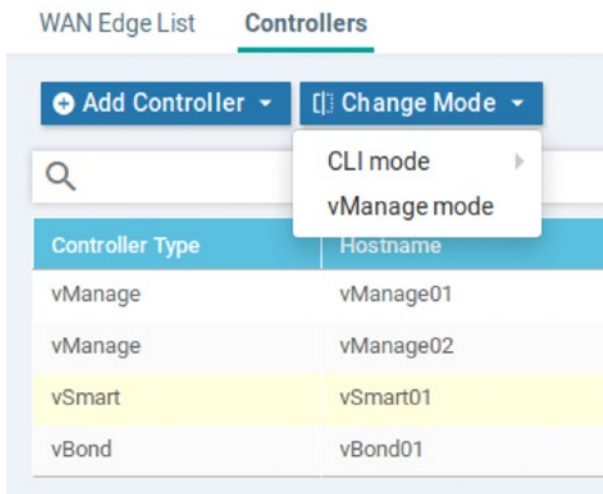 WAN Edge List Controllers
Add Controller Change Mode
CLI mode
vManage mode
Controller Type Hostname
vManage vManage01
vManage vManage02
vSmart vSmart01
vBond vBond01